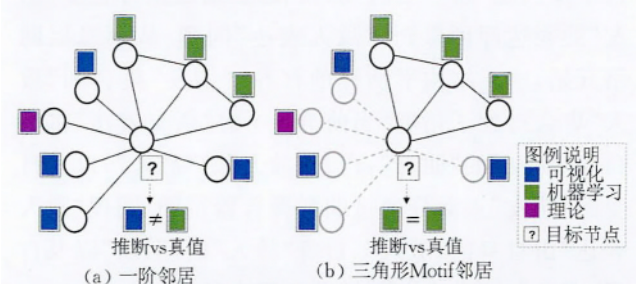 ?
?
≠
=
推断vs真值
推断vs真值
(a) 一阶邻居
(b) 三角形Motif邻居
图例说明
可视化
机器学习
理论
? 目标节点